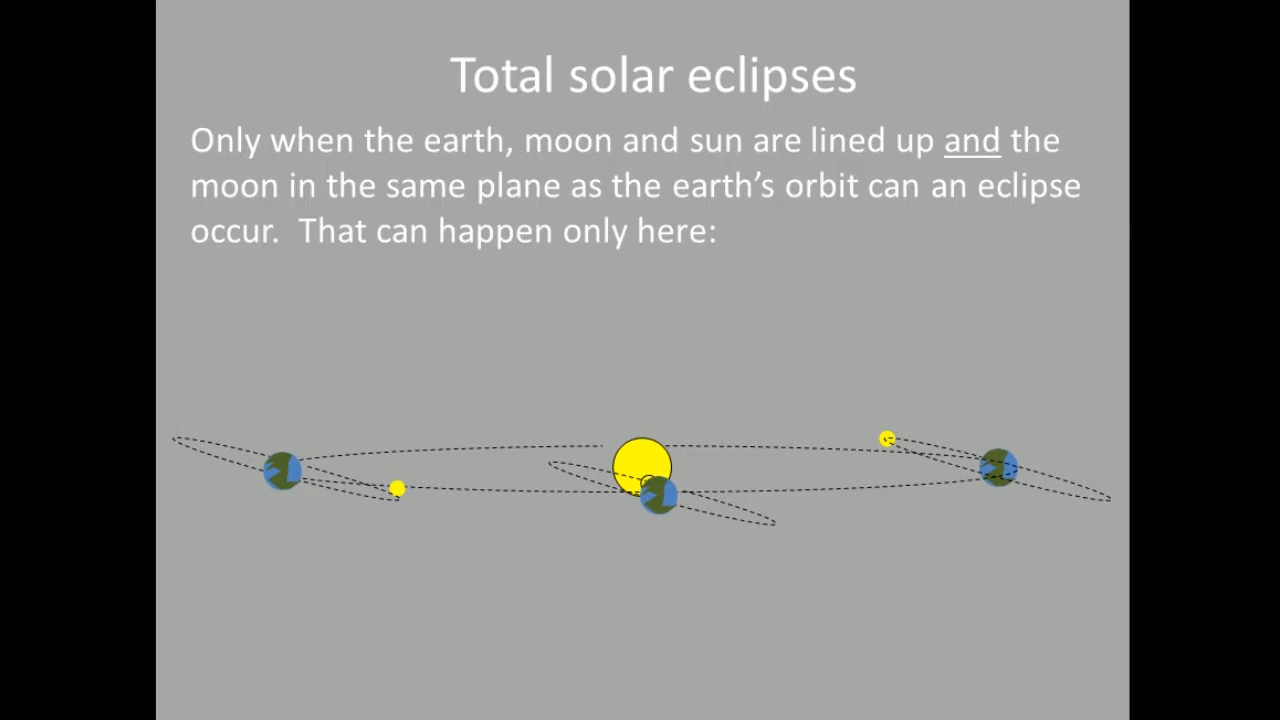 Total solar eclipses
Only when the earth, moon and sun are lined up and the
moon in the same plane as the earth’s orbit can an eclipse
occur.  That can happen only here: